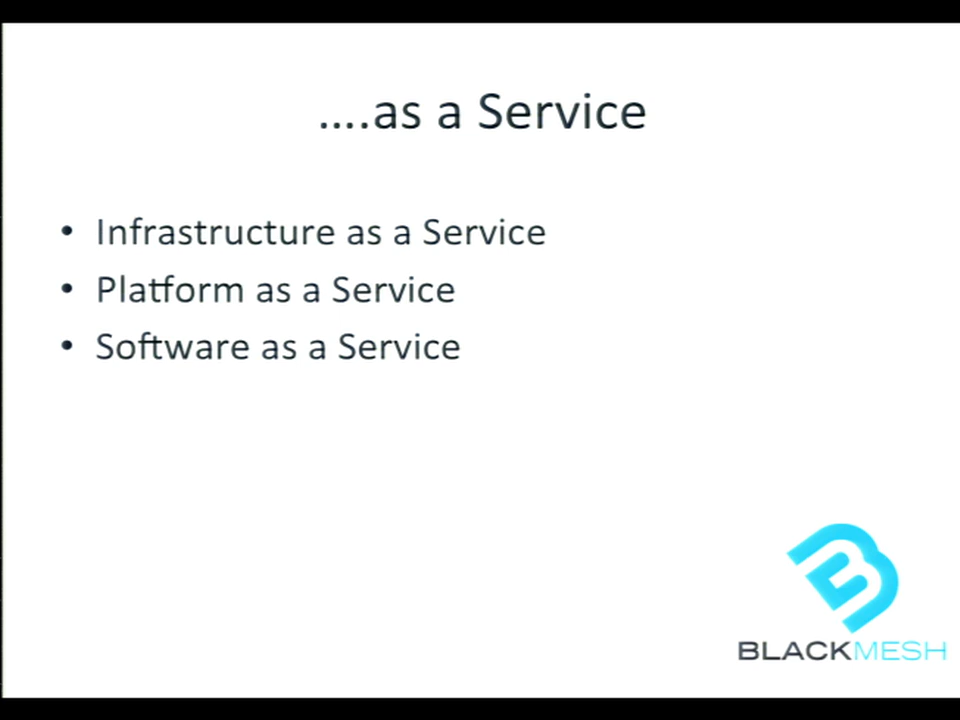 ....as a Service
• Infrastructure as a Service
• Platform as a Service
• Software as a Service
BLACKMESH